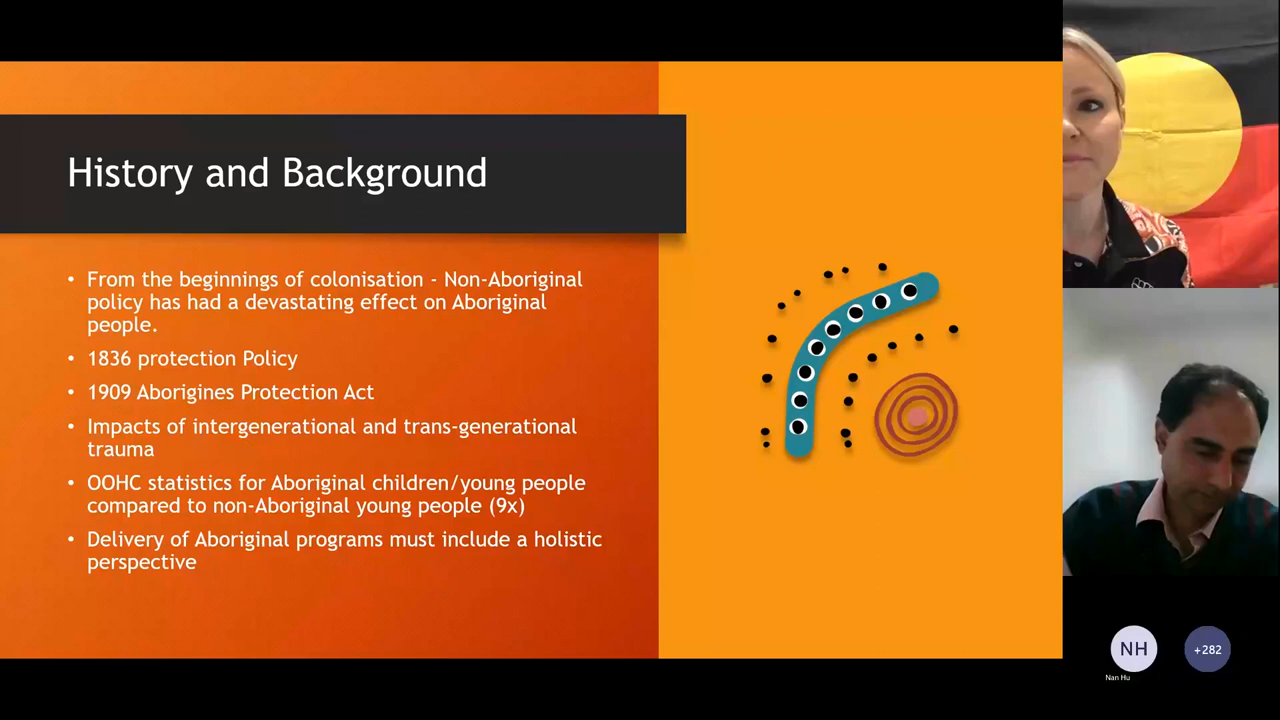 History and Background
• From the beginnings of colonisation - Non-Aboriginal
policy has had a devastating effect on Aboriginal
people.
• 1836 protection Policy
• 1909 Aborigines Protection Act
• Impacts of intergenerational and trans-generational
trauma
• OOHC statistics for Aboriginal children/young people
compared to non-Aboriginal young people (9x)
• Delivery of Aboriginal programs must include a holistic
perspective
NH
+282
Nan Hu